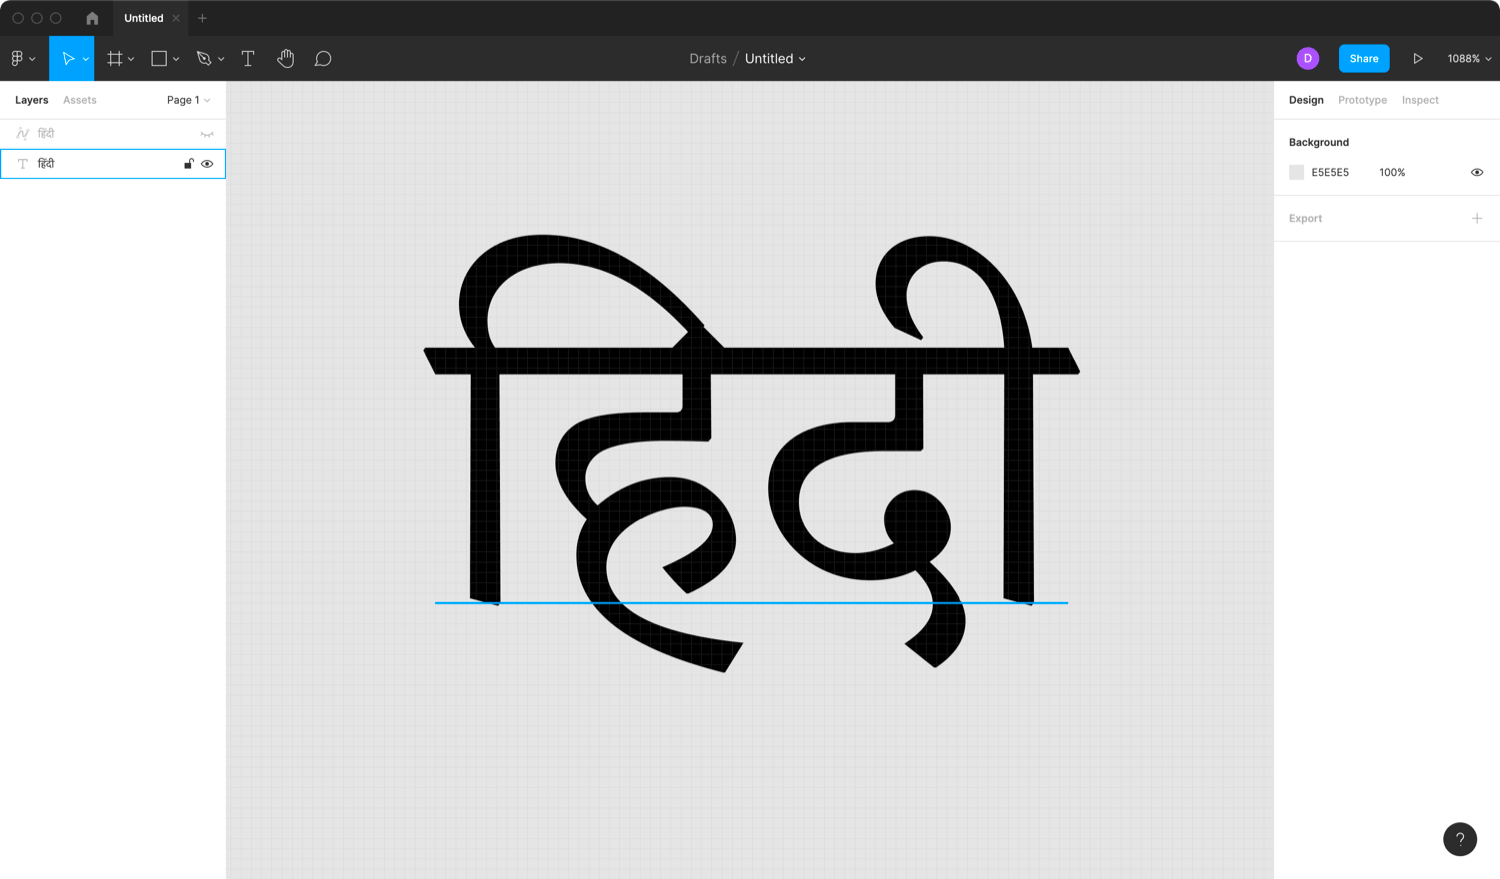 Untitled
Drafts / Untitled
D
Share
1088%
Layers
Assets
Page 1
हिंदी
हिंदी
हिंदी
Design
Prototype
Inspect
Background
E5E5E5
100%
Export
?